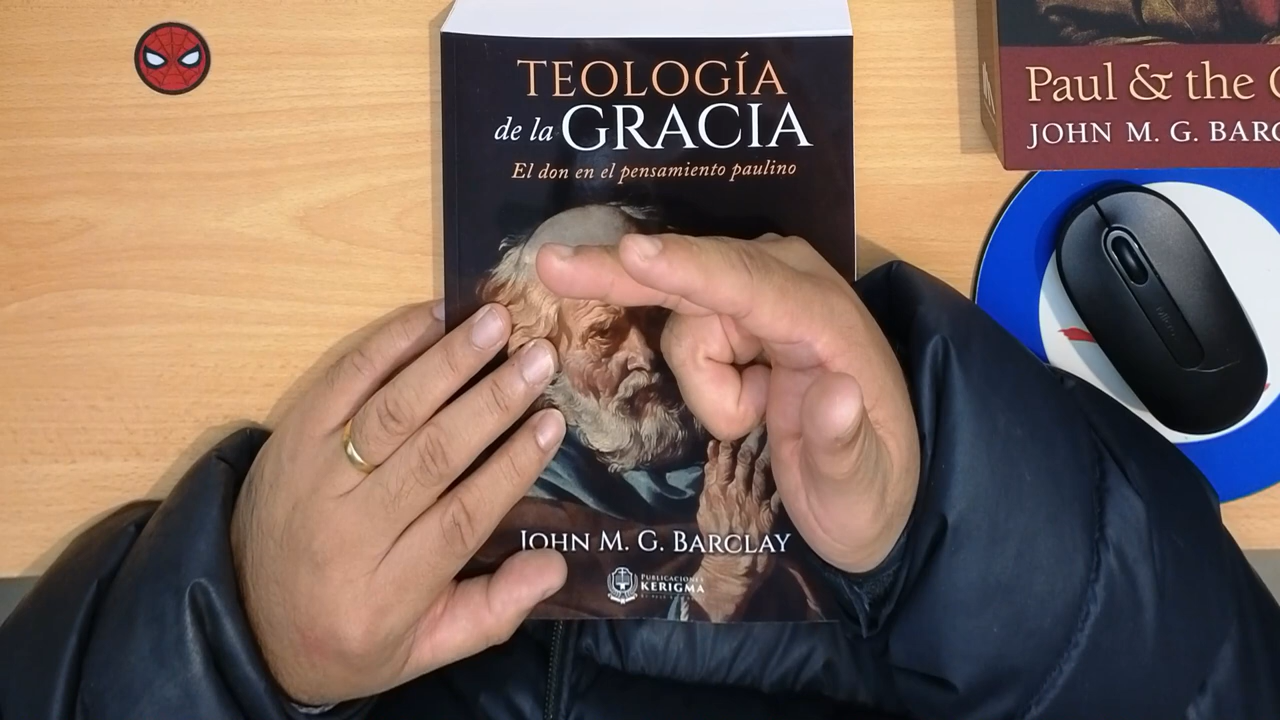 TEOLOGÍA
de la GRACIA
El don en el pensamiento paulino
JOHN M. G. BARCLAY
PUBLICACIONES
KERIGMA
Paul & the
JOHN M. G. BARC